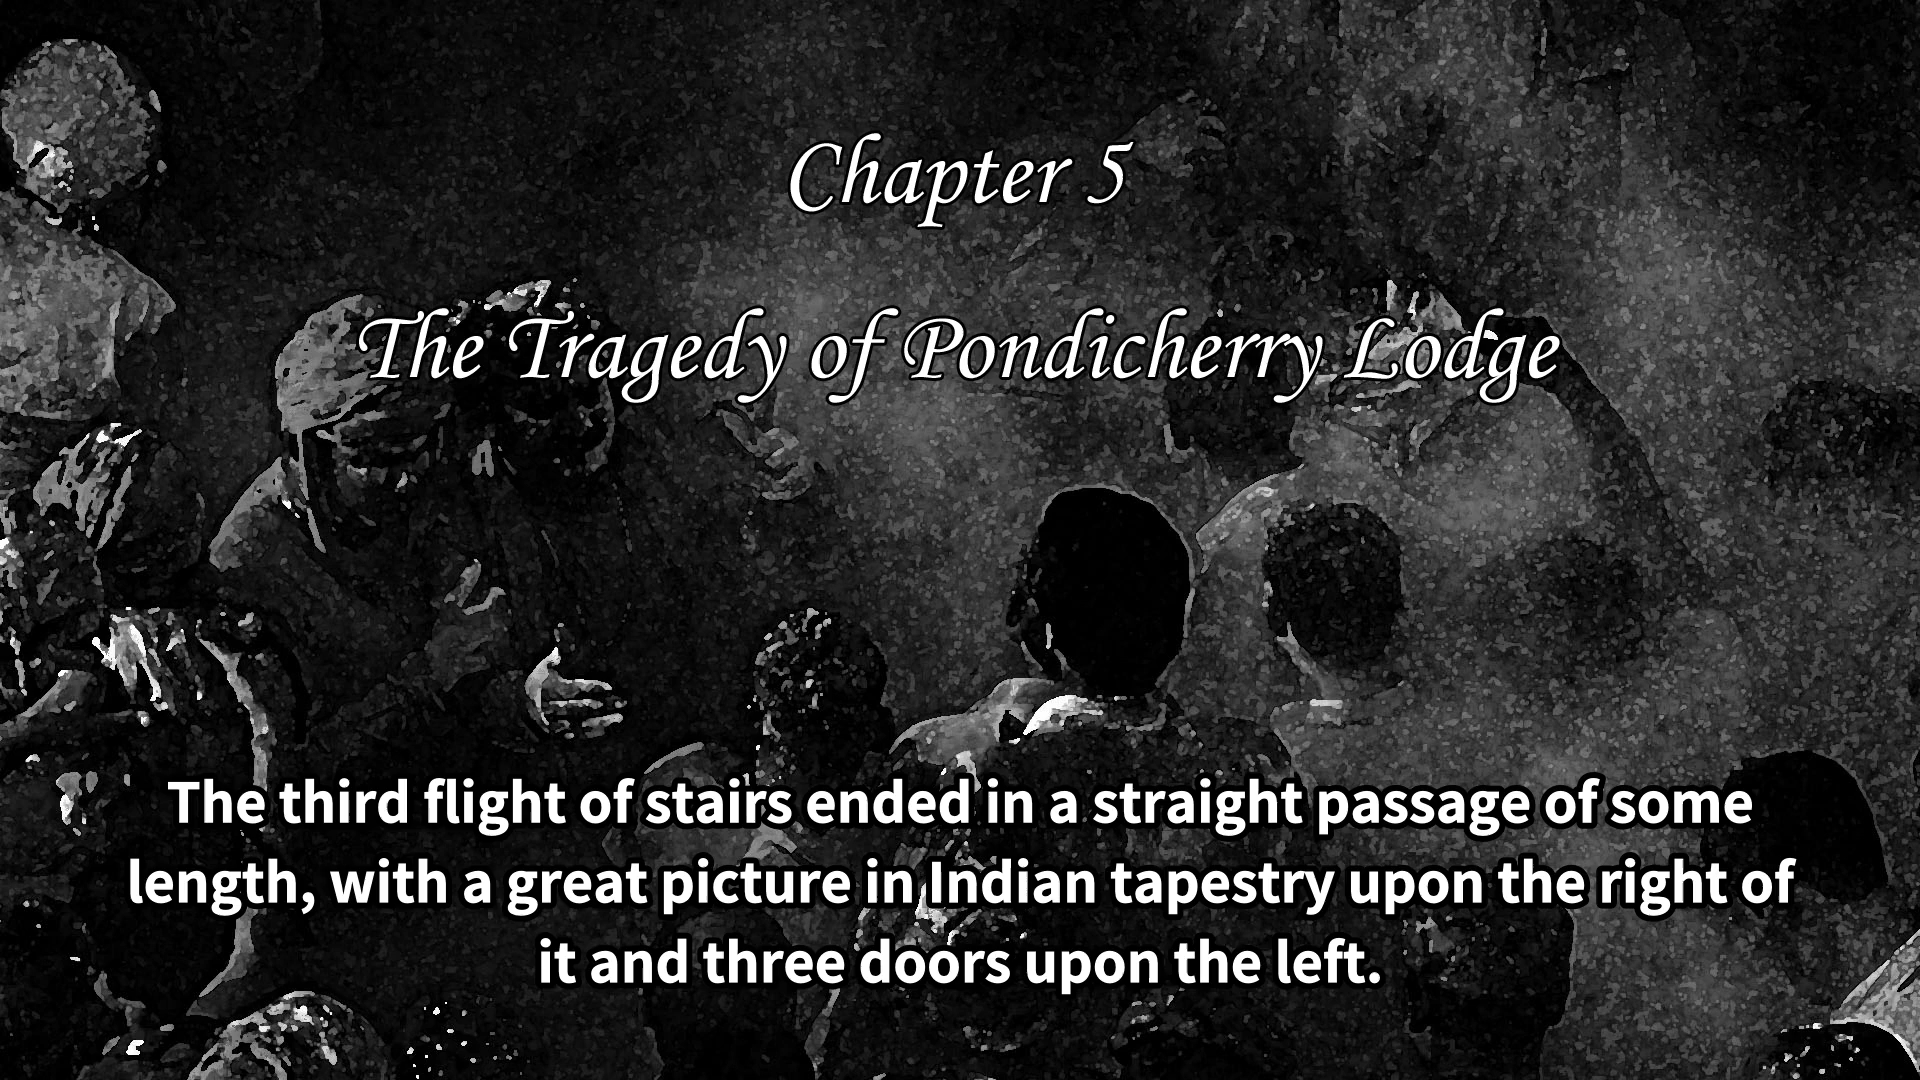 Chapter 5
The Tragedy of Pondicherry Lodge
The third flight of stairs ended in a straight passage of some
length, with a great picture in Indian tapestry upon the right of
it and three doors upon the left.